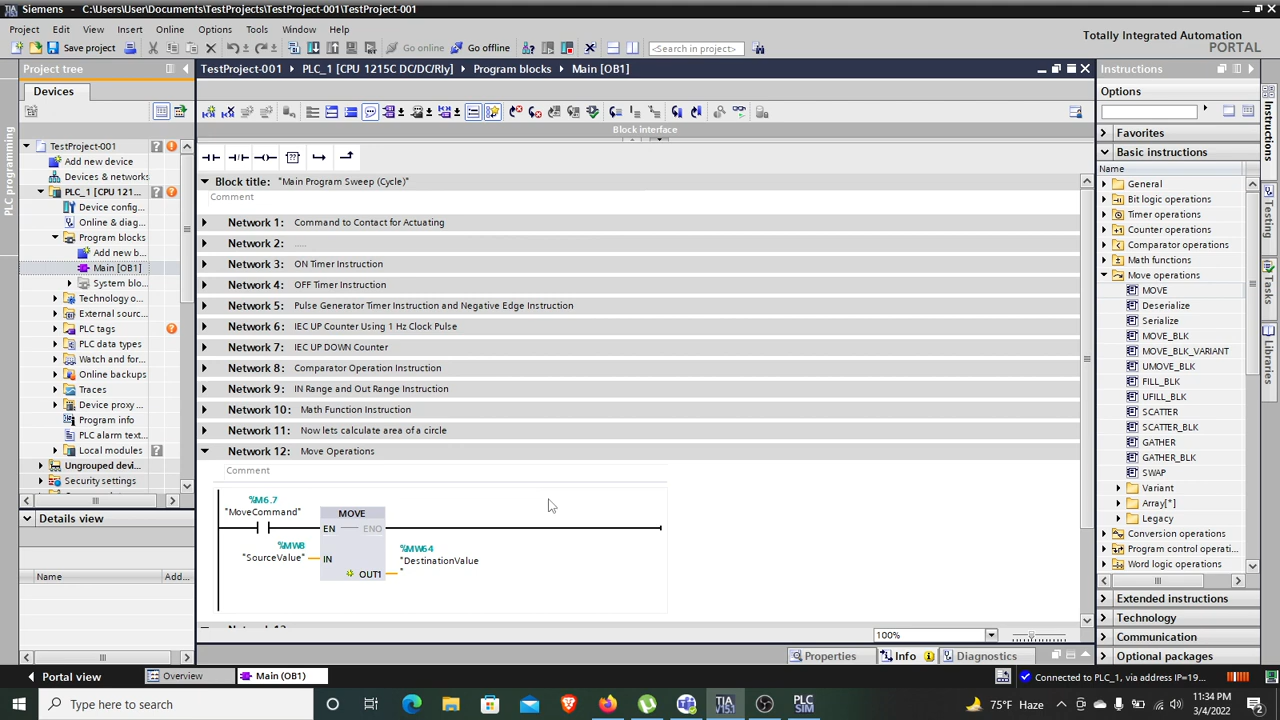 Siemens - C:\Users\User\Documents\TestProject-001\TestProject-001
Project Edit View Insert Online Options Tools Window Help
Totally Integrated Automation
PORTAL
Save project Go online Go offline <Search in project>
Project tree
TestProject-001 PLC_1 [CPU 1215C DC/DC/Rly] Program blocks Main [OB1]
Instructions
Devices
Options
PLC programming
Block interface
Favorites
TestProject-001
Add new device
Devices & networks
PLC_1 [CPU 121...
Device config...
Online & diag...
Program blocks
Add new b...
Main [OB1]
System blo...
Technology o...
External sourc...
PLC tags
PLC data types
Watch and for...
Online backups
Traces
Device proxy ...
Program info
PLC alarm text...
Local modules
Ungrouped devi...
Security settings
Details view
Name Add...
Block title: "Main Program Sweep (Cycle)"
Comment
Network 1: Command to Contact for Actuating
Network 2: .....
Network 3: ON Timer Instruction
Network 4: OFF Timer Instruction
Network 5: Pulse Generator Timer Instruction and Negative Edge Instruction
Network 6: IEC UP Counter Using 1 Hz Clock Pulse
Network 7: IEC UP DOWN Counter
Network 8: Comparator Operation Instruction
Network 9: IN Range and Out Range Instruction
Network 10: Math Function Instruction
Network 11: Now lets calculate area of a circle
Network 12: Move Operations
Comment
%M6.7
"MoveCommand"
MOVE
EN ENO
%MW8
"SourceValue" IN
%MW64
"DestinationValue
"
OUT1
100%
Basic instructions
Name
General
Bit logic operations
Timer operations
Counter operations
Comparator operations
Math functions
Move operations
MOVE
Deserialize
Serialize
MOVE_BLK
MOVE_BLK_VARIANT
UMOVE_BLK
FILL_BLK
UFILL_BLK
SCATTER
SCATTER_BLK
GATHER
GATHER_BLK
SWAP
Variant
Array[*]
Legacy
Conversion operations
Program control operati...
Word logic operations
Extended instructions
Technology
Communication
Optional packages
Instructions
Testing
Tasks
Libraries
Properties Info Diagnostics
Portal view Overview Main (OB1) Connected to PLC_1, via address IP=19...
Type here to search
TIA V16
PLC SIM
75°F Haze
11:34 PM
3/4/2022
2